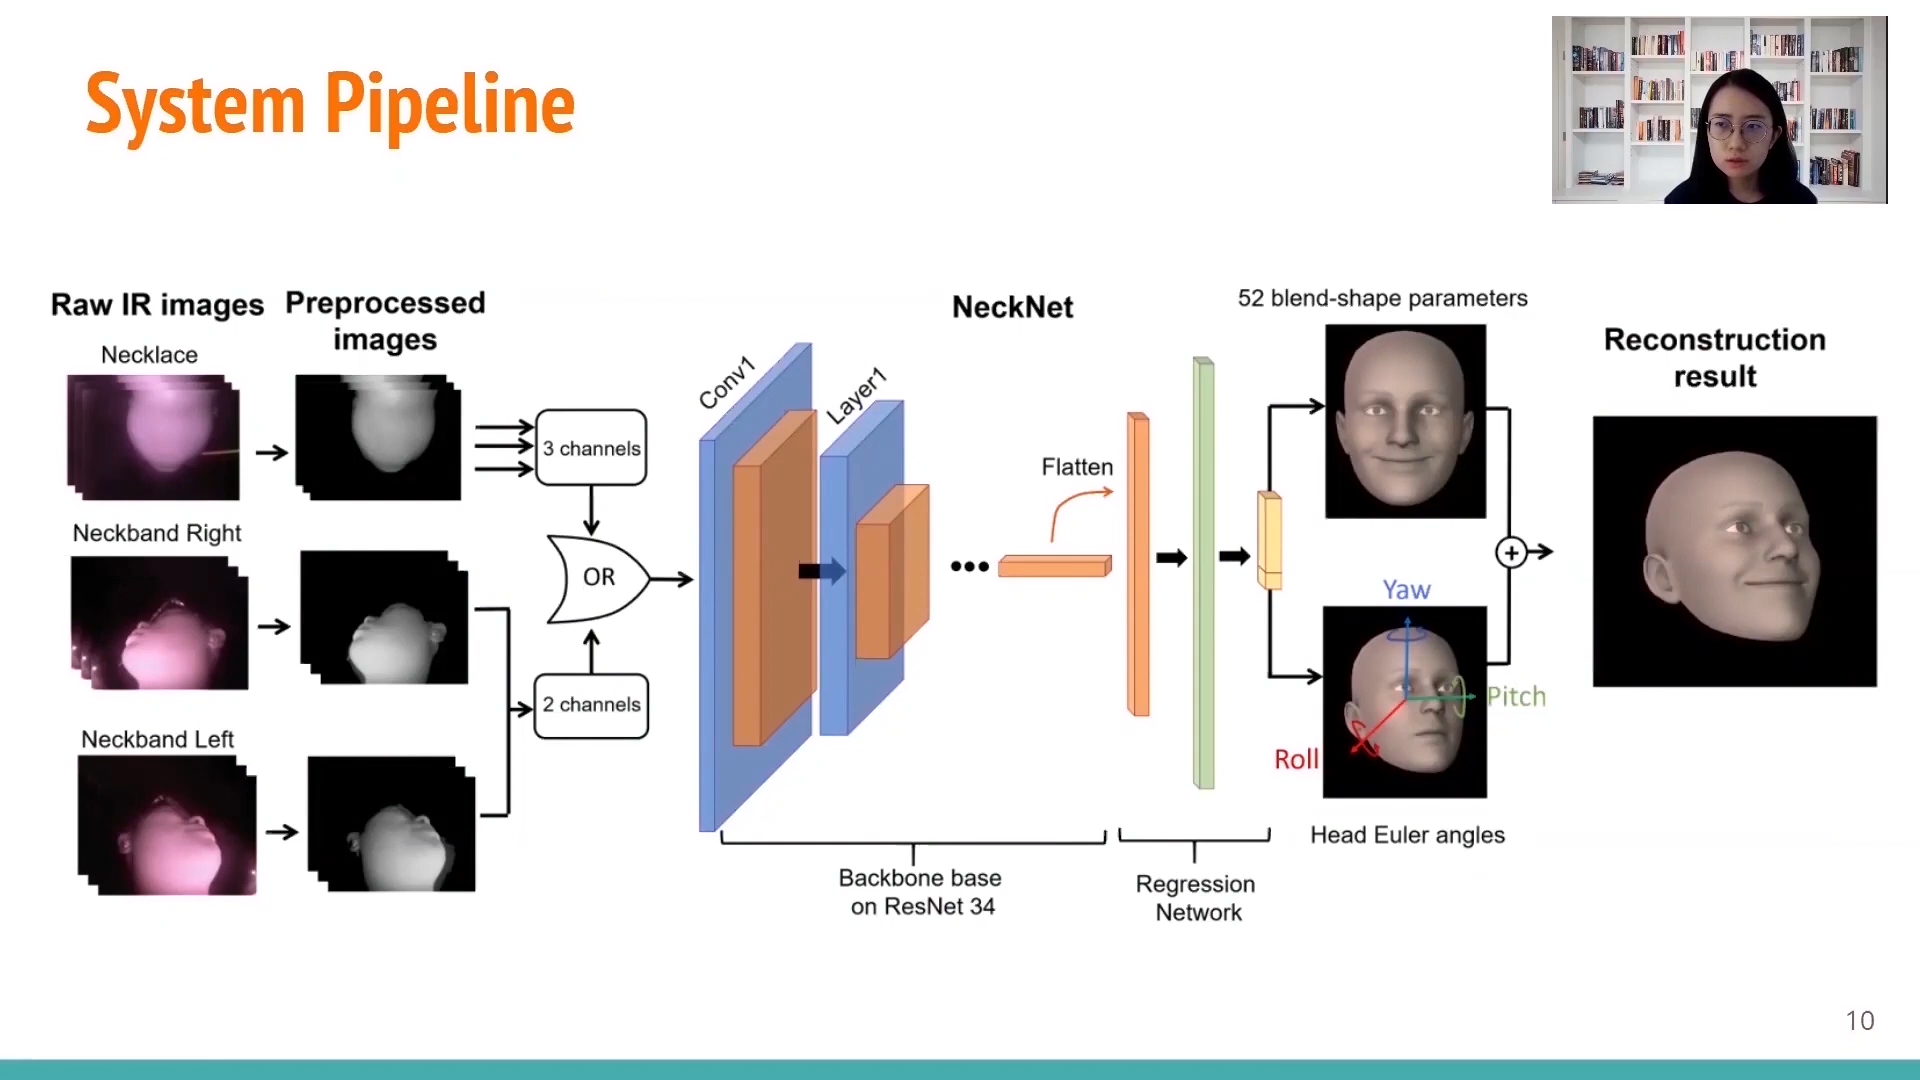 System Pipeline
Raw IR images
Preprocessed
images
NeckNet
52 blend-shape parameters
Reconstruction
result
Necklace
Conv1
Layer1
3 channels
Flatten
Neckband Right
OR
Yaw
Pitch
Roll
2 channels
Neckband Left
Head Euler angles
Backbone base
on ResNet 34
Regression
Network
10